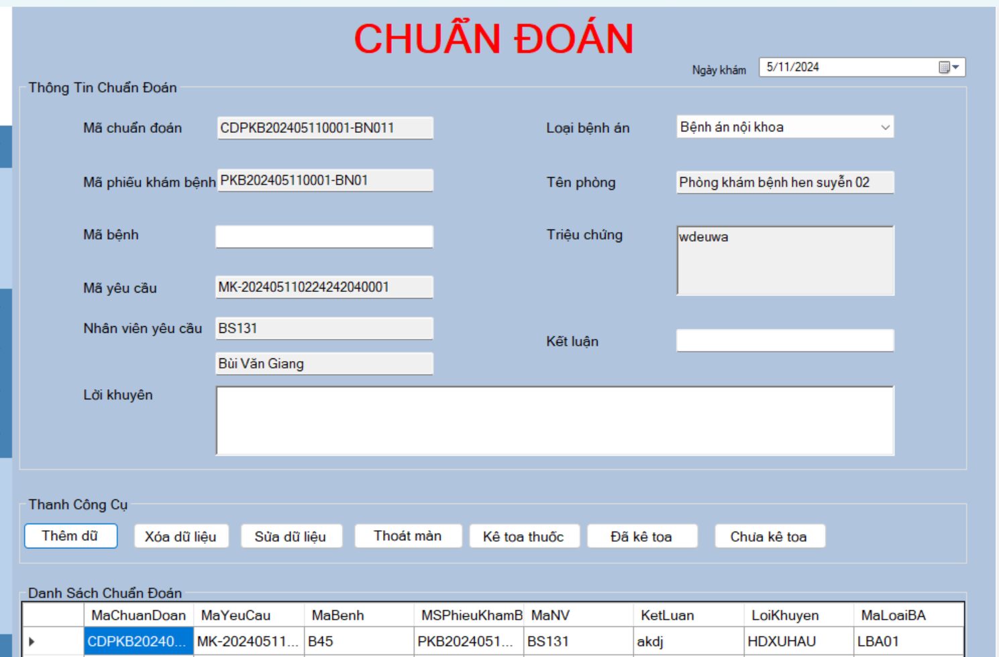 CHUẨN ĐOÁN
Ngày khám 5/11/2024
Thông Tin Chuẩn Đoán
Mã chuẩn đoán CDPKB202405110001-BN011 Loại bệnh án Bệnh án nội khoa
Mã phiếu khám bệnh PKB202405110001-BN01 Tên phòng Phòng khám bệnh hen suyễn 02
Mã bệnh Triệu chứng wdeuwa
Mã yêu cầu MK-202405110224242040001
Nhân viên yêu cầu BS131 Kết luận
Bùi Văn Giang
Lời khuyên
Thanh Công Cụ
Thêm dữ Xóa dữ liệu Sửa dữ liệu Thoát màn Kê toa thuốc Đã kê toa Chưa kê toa
Danh Sách Chuẩn Đoán
MaChuanDoan MaYeuCau MaBenh MSPhieuKhamB MaNV KetLuan LoiKhuyen MaLoaiBA
CDPKB20240... MK-20240511... B45 PKB2024051... BS131 akdj HDXUHAU LBA01